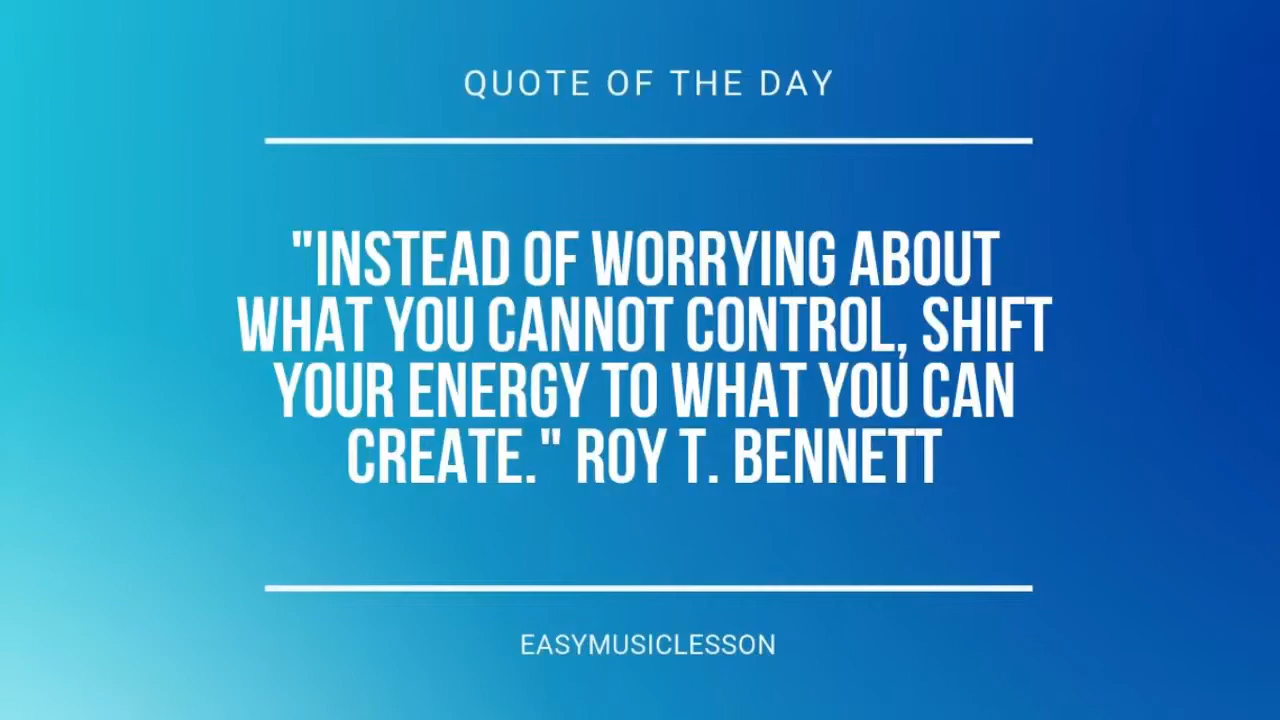 QUOTE OF THE DAY
"INSTEAD OF WORRYING ABOUT
WHAT YOU CANNOT CONTROL, SHIFT
YOUR ENERGY TO WHAT YOU CAN
CREATE." ROY T. BENNETT
EASYMUSICLESSON